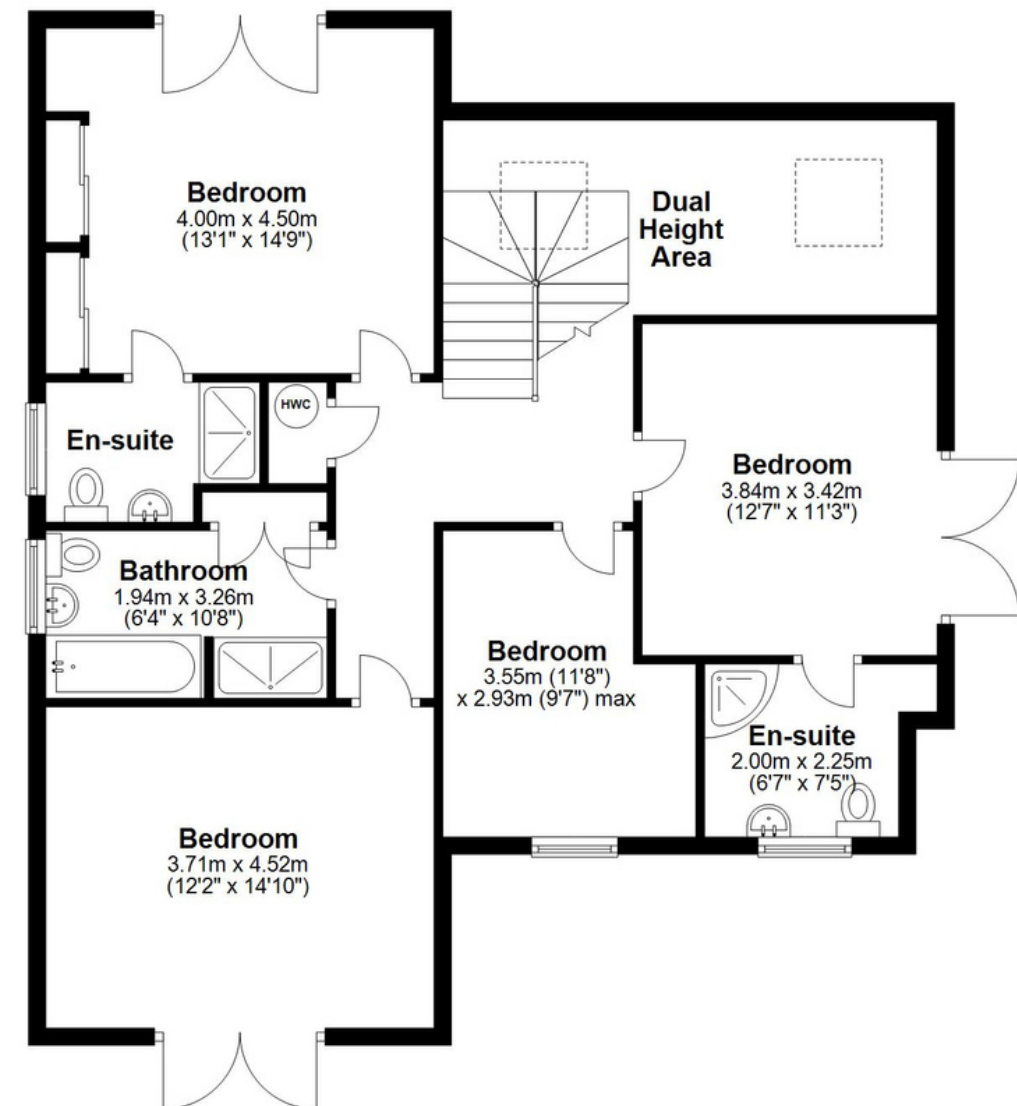 Bedroom
4.00m x 4.50m
(13'1" x 14'9")
Dual
Height
Area
HWC
En-suite
Bedroom
3.84m x 3.42m
(12'7" x 11'3")
Bathroom
1.94m x 3.26m
(6'4" x 10'8")
Bedroom
3.55m (11'8")
x 2.93m (9'7") max
En-suite
2.00m x 2.25m
(6'7" x 7'5")
Bedroom
3.71m x 4.52m
(12'2" x 14'10")